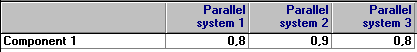 Parallel system 1 Parallel system 2 Parallel system 3
Component 1 0,8 0,9 0,8